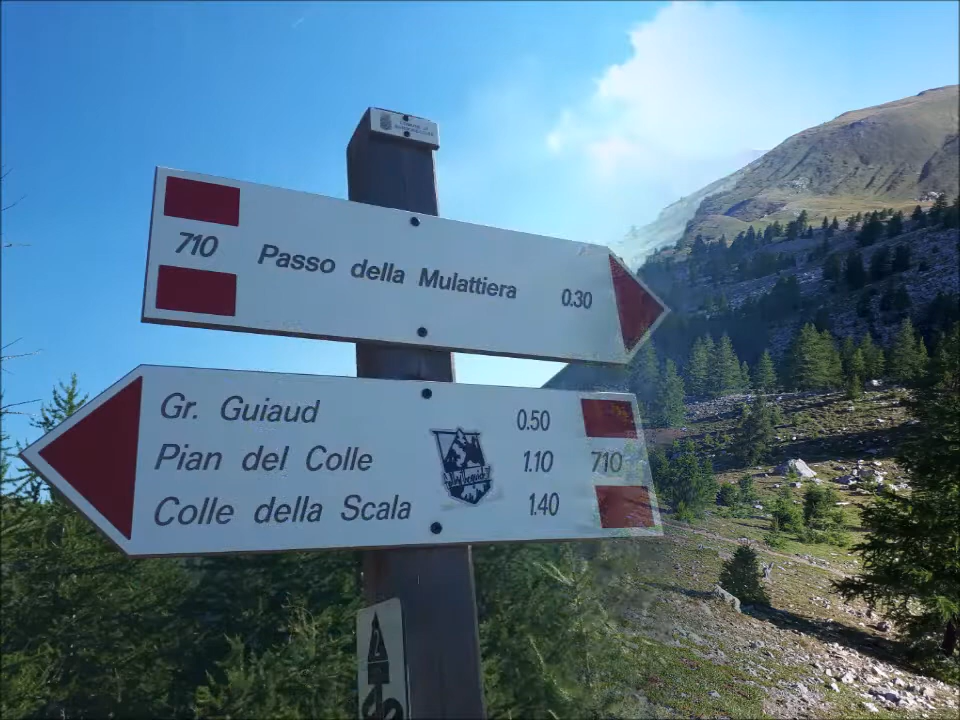 710
Passo della Mulattiera 0.30
Gr. Guiaud 0.50
Pian del Colle 1.10 710
Colle della Scala 1.40